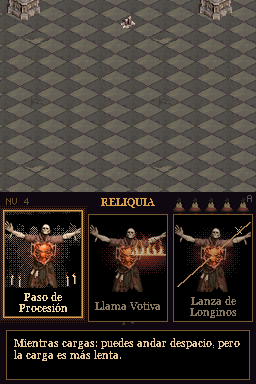 NU 4
RELIQUIA
A
Paso de
Procesión
Llama Votiva
Lanza de
Longinos
Mientras cargas: puedes andar despacio, pero
la carga es más lenta.